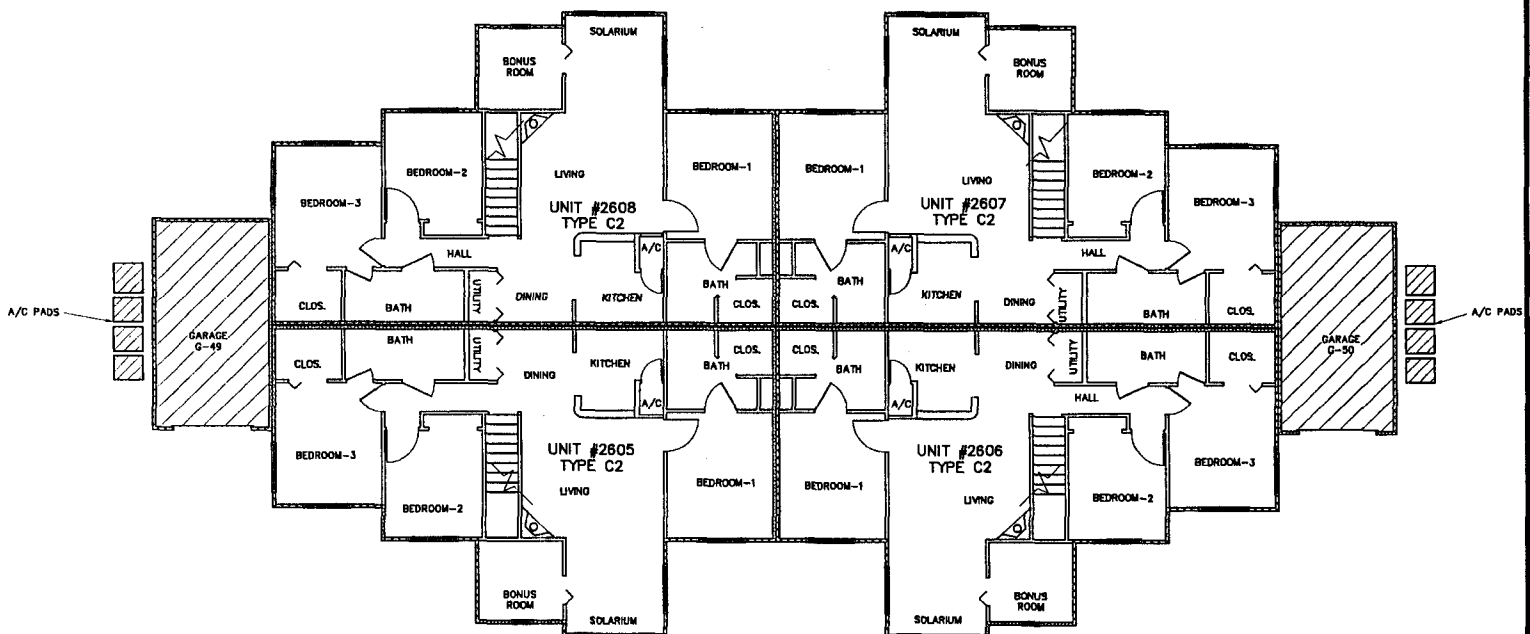 SOLARIUM
SOLARIUM
BONUS
ROOM
BONUS
ROOM
BEDROOM-2
BEDROOM-1
BEDROOM-1
BEDROOM-2
LIVING
LIVING
BEDROOM-3
BEDROOM-3
UNIT #2608
TYPE C2
UNIT #2607
TYPE C2
HALL
A/C
A/C
HALL
BATH
BATH
UTILITY
DINING
KITCHEN
KITCHEN
DINING
UTILITY
CLOS.
BATH
CLOS.
CLOS.
BATH
CLOS.
A/C PADS
A/C PADS
GARAGE
G-49
GARAGE
G-50
BATH
UTILITY
CLOS.
CLOS.
UTILITY
BATH
CLOS.
DINING
KITCHEN
BATH
BATH
KITCHEN
DINING
CLOS.
A/C
A/C
HALL
BEDROOM-3
UNIT #2605
TYPE C2
UNIT #2606
TYPE C2
BEDROOM-3
LIVING
BEDROOM-1
BEDROOM-1
LIVING
BEDROOM-2
BEDROOM-2
BONUS
ROOM
BONUS
ROOM
SOLARIUM
SOLARIUM